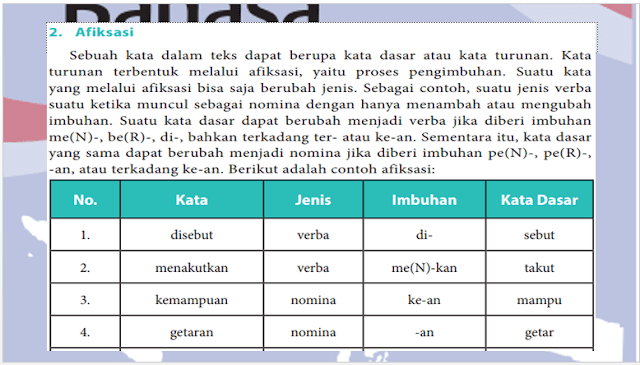 Bahasa
2. Afiksasi
Sebuah kata dalam teks dapat berupa kata dasar atau kata turunan. Kata
turunan terbentuk melalui afiksasi, yaitu proses pengimbuhan. Suatu kata
yang melalui afiksasi bisa saja berubah jenis. Sebagai contoh, suatu jenis verba
suatu ketika muncul sebagai nomina dengan hanya menambah atau mengubah
imbuhan. Suatu kata dasar dapat berubah menjadi verba jika diberi imbuhan
me(N)-, be(R)-, di-, bahkan terkadang ter- atau ke-an. Sementara itu, kata dasar
yang sama dapat berubah menjadi nomina jika diberi imbuhan pe(N)-, pe(R)-,
-an, atau terkadang ke-an. Berikut adalah contoh afiksasi:
No. Kata Jenis Imbuhan Kata Dasar
1. disebut verba di- sebut
2. menakutkan verba me(N)-kan takut
3. kemampuan nomina ke-an mampu
4. getaran nomina -an getar